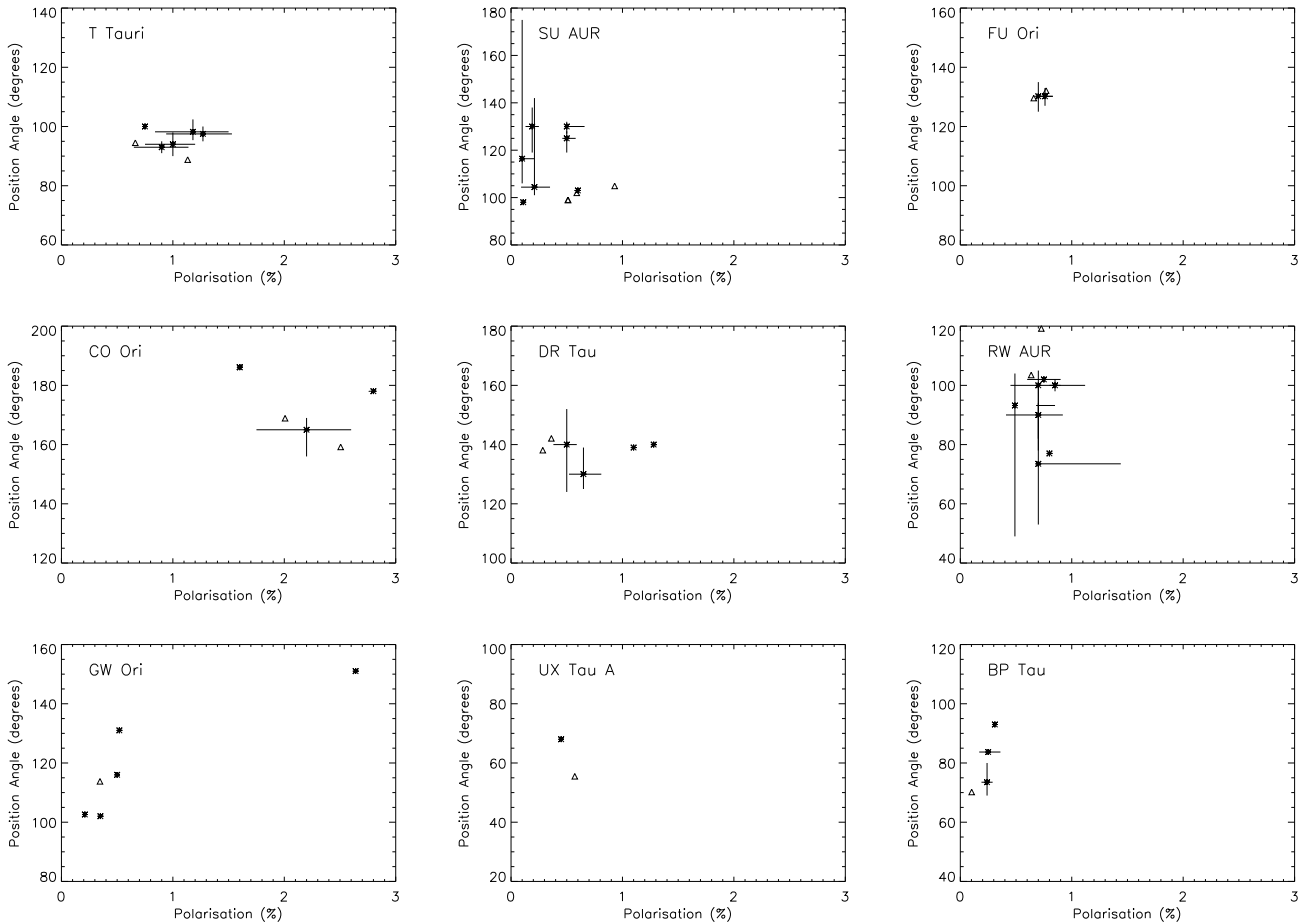 T Tauri
Position Angle (degrees)
140
120
100
80
60
0 1 2 3
Polarisation (%)
SU AUR
Position Angle (degrees)
180
160
140
120
100
80
0 1 2 3
Polarisation (%)
FU Ori
Position Angle (degrees)
160
140
120
100
80
0 1 2 3
Polarisation (%)
CO Ori
Position Angle (degrees)
200
180
160
140
120
0 1 2 3
Polarisation (%)
DR Tau
Position Angle (degrees)
180
160
140
120
100
0 1 2 3
Polarisation (%)
RW AUR
Position Angle (degrees)
120
100
80
60
40
0 1 2 3
Polarisation (%)
GW Ori
Position Angle (degrees)
160
140
120
100
80
0 1 2 3
Polarisation (%)
UX Tau A
Position Angle (degrees)
100
80
60
40
20
0 1 2 3
Polarisation (%)
BP Tau
Position Angle (degrees)
120
100
80
60
40
0 1 2 3
Polarisation (%)